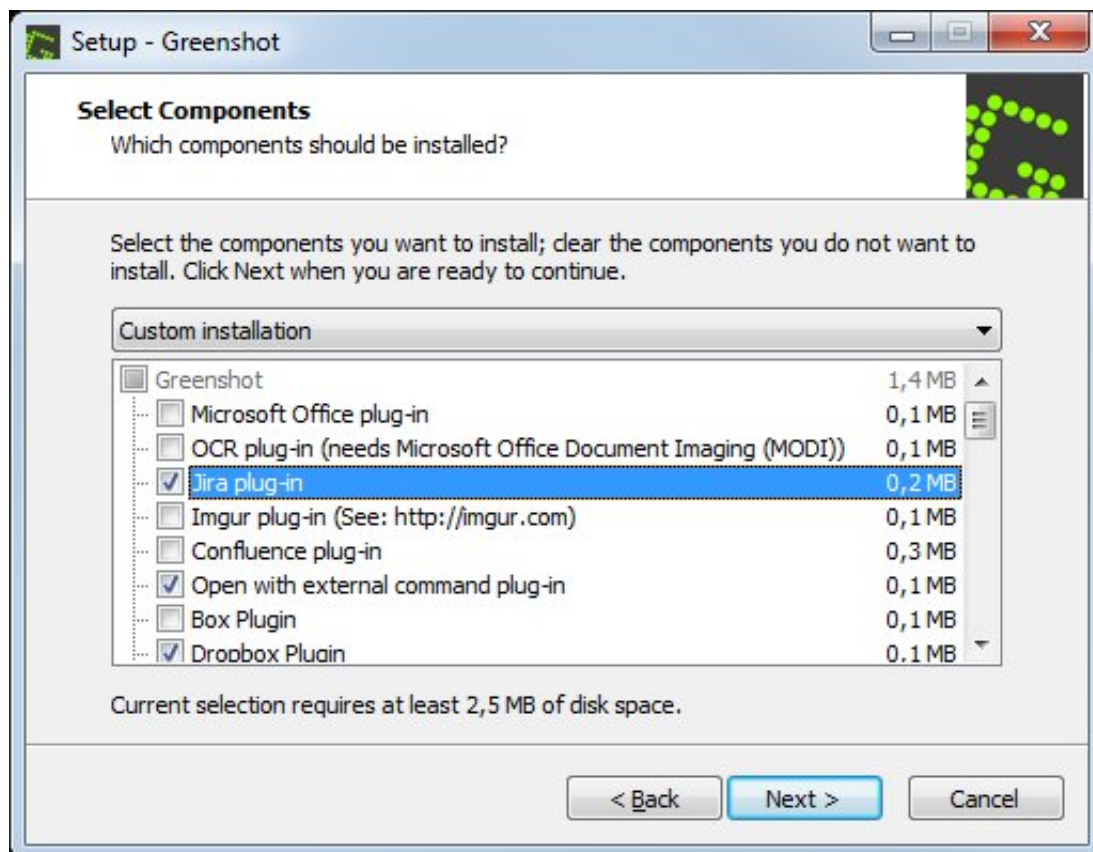 Setup - Greenshot
Select Components
Which components should be installed?
Select the components you want to install; clear the components you do not want to
install. Click Next when you are ready to continue.
Custom installation
Greenshot 1,4 MB
Microsoft Office plug-in 0,1 MB
OCR plug-in (needs Microsoft Office Document Imaging (MODI)) 0,1 MB
Jira plug-in 0,2 MB
Imgur plug-in (See: http://imgur.com) 0,1 MB
Confluence plug-in 0,3 MB
Open with external command plug-in 0,1 MB
Box Plugin 0,1 MB
Dropbox Plugin 0,1 MB
Current selection requires at least 2,5 MB of disk space.
< Back Next > Cancel